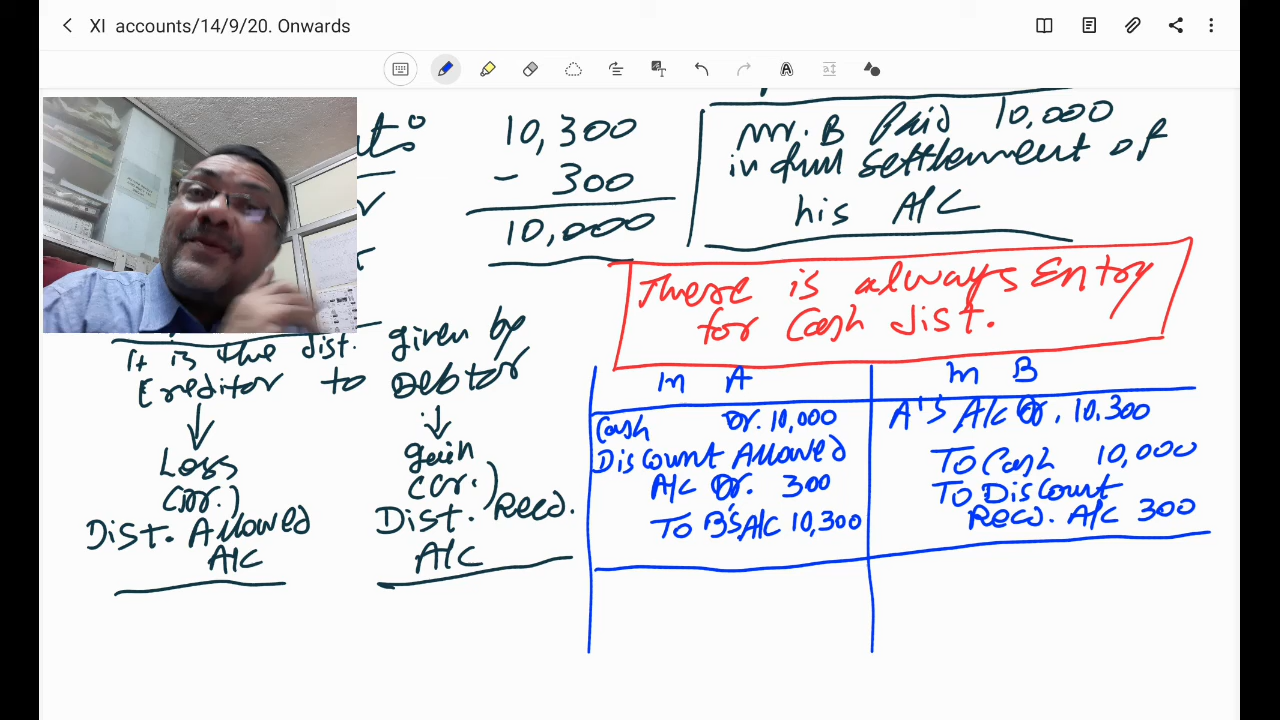 XI accounts/14/9/20. Onwards
10,300
- 300
10,000
Mr. B Paid 10,000
in full settlement of
his A/C
There is always Entry
for Cash dist.
It is the dist. given by
Creditor to Debtor
Loss
(Dr.)
Dist. Allowed
A/C
gain
(Cr.)
Dist. Recd.
A/C
In A
Cash Dr. 10,000
Discount Allowed
A/C Dr. 300
To B's A/C 10,300
In B
A's A/C Dr. 10,300
To Cash 10,000
To Discount
Recd. A/C 300